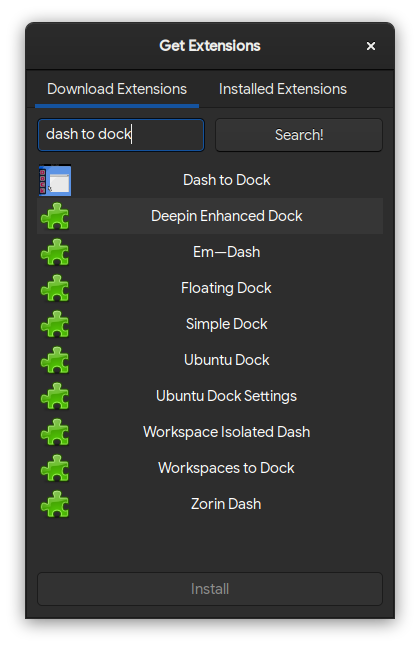 Get Extensions
Download Extensions Installed Extensions
dash to dock Search!
Dash to Dock
Deepin Enhanced Dock
Em—Dash
Floating Dock
Simple Dock
Ubuntu Dock
Ubuntu Dock Settings
Workspace Isolated Dash
Workspaces to Dock
Zorin Dash
Install